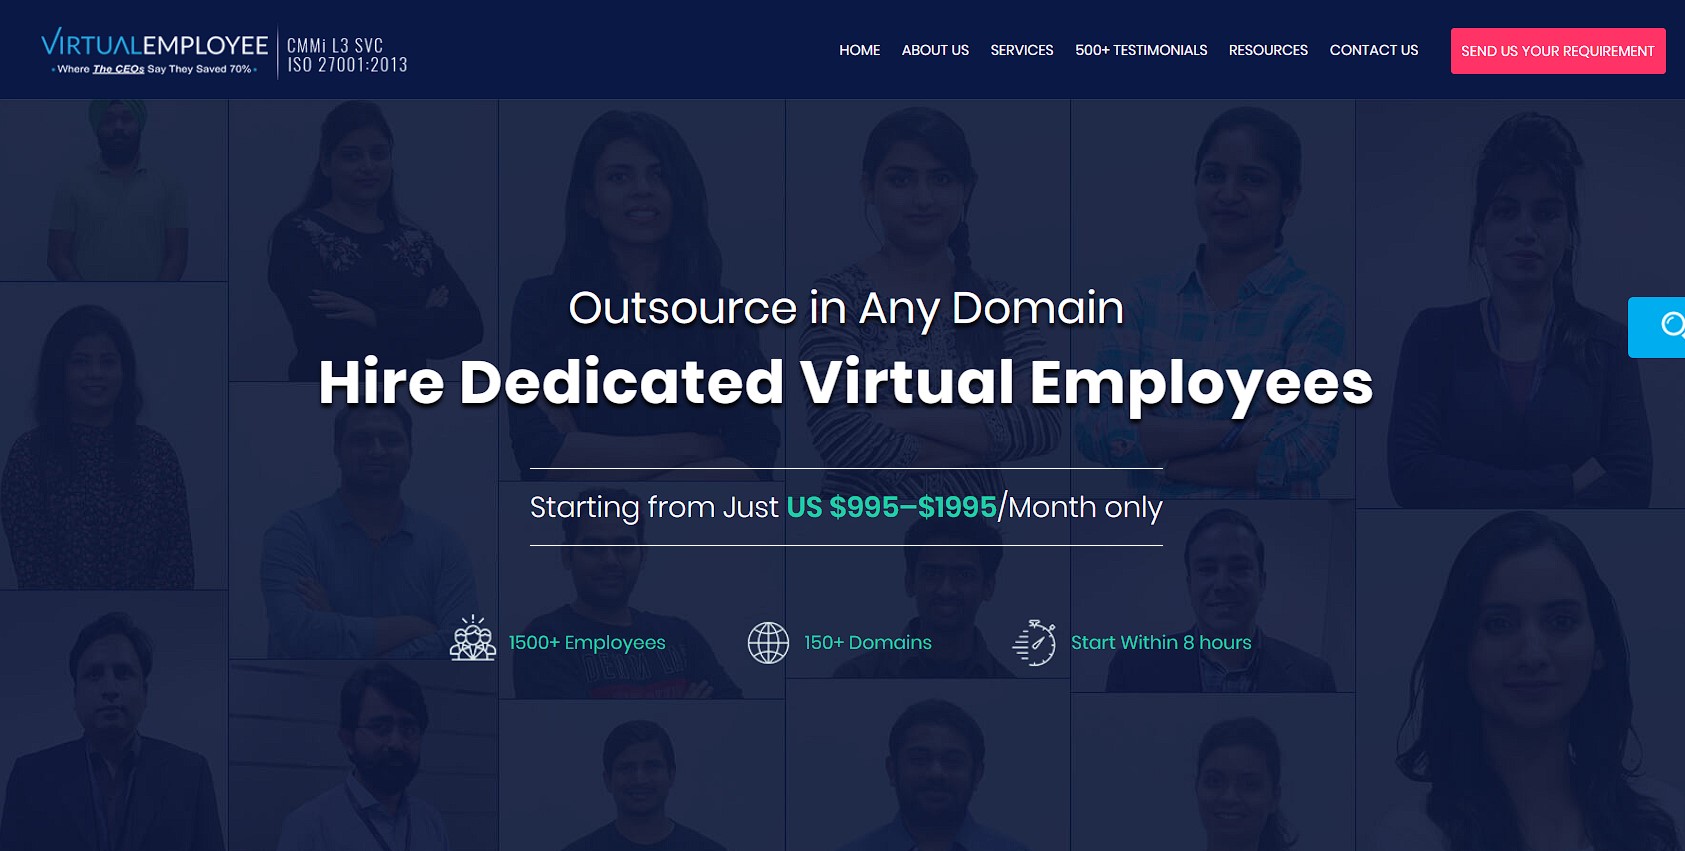 VIRTUALEMPLOYEE
• Where The CEOs Say They Saved 70% •
CMMi L3 SVC
ISO 27001:2013
HOME ABOUT US SERVICES 500+ TESTIMONIALS RESOURCES CONTACT US SEND US YOUR REQUIREMENT
Outsource in Any Domain
Hire Dedicated Virtual Employees
Starting from Just US $995–$1995/Month only
1500+ Employees 150+ Domains Start Within 8 hours